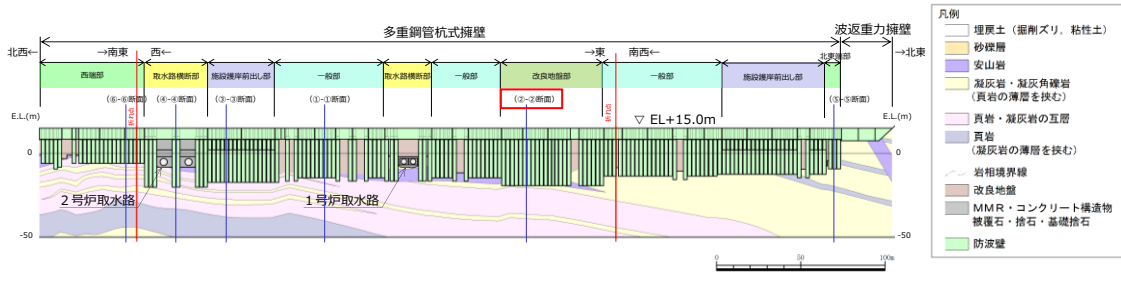 多重鋼管杭式擁壁
波返重力擁壁
北西←
→南東
西←
→東
南西←
→北東
西端部
取水路横断部
施設護岸前出し部
一般部
取水路横断部
一般部
改良地盤部
一般部
施設護岸前出し部
北東端部
(⑥-⑥断面)
(④-④断面)
(③-③断面)
(①-①断面)
(②-②断面)
(⑤-⑤断面)
折れ点
折れ点
E.L.(m)
E.L.(m)
▽ EL+15.0m
0
0
2号炉取水路
1号炉取水路
-50
-50
0
50
100m
凡例
埋戻土（掘削ズリ，粘性土）
砂礫層
安山岩
凝灰岩・凝灰角礫岩
(頁岩の薄層を挟む)
頁岩・凝灰岩の互層
頁岩
(凝灰岩の薄層を挟む)
岩相境界線
改良地盤
ＭＭＲ・コンクリート構造物
被覆石・捨石・基礎捨石
防波壁